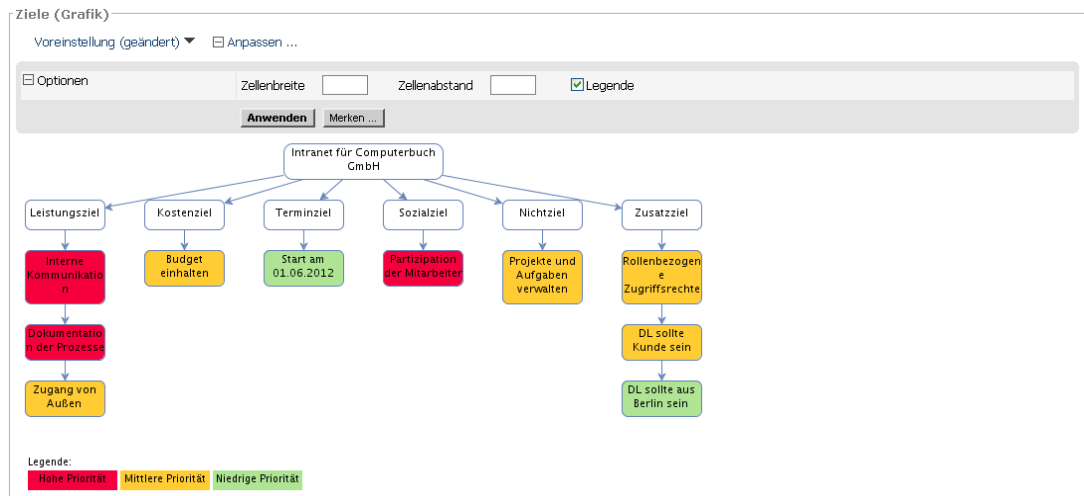 Ziele (Grafik)
Voreinstellung (geändert) Anpassen ...
Optionen Zellenbreite Zellenabstand Legende
Anwenden Merken ...
Intranet für Computerbuch
GmbH
Leistungsziel Kostenziel Terminziel Sozialziel Nichtziel Zusatzziel
Interne
Kommunikatio
n
Budget
einhalten
Start am
01.06.2012
Partizipation
der Mitarbeiter
Projekte und
Aufgaben
verwalten
Rollenbezogen
e
Zugriffsrechte
Dokumentatio
n der Prozesse
DL sollte
Kunde sein
Zugang von
Außen
DL sollte aus
Berlin sein
Legende:
Hohe Priorität Mittlere Priorität Niedrige Priorität